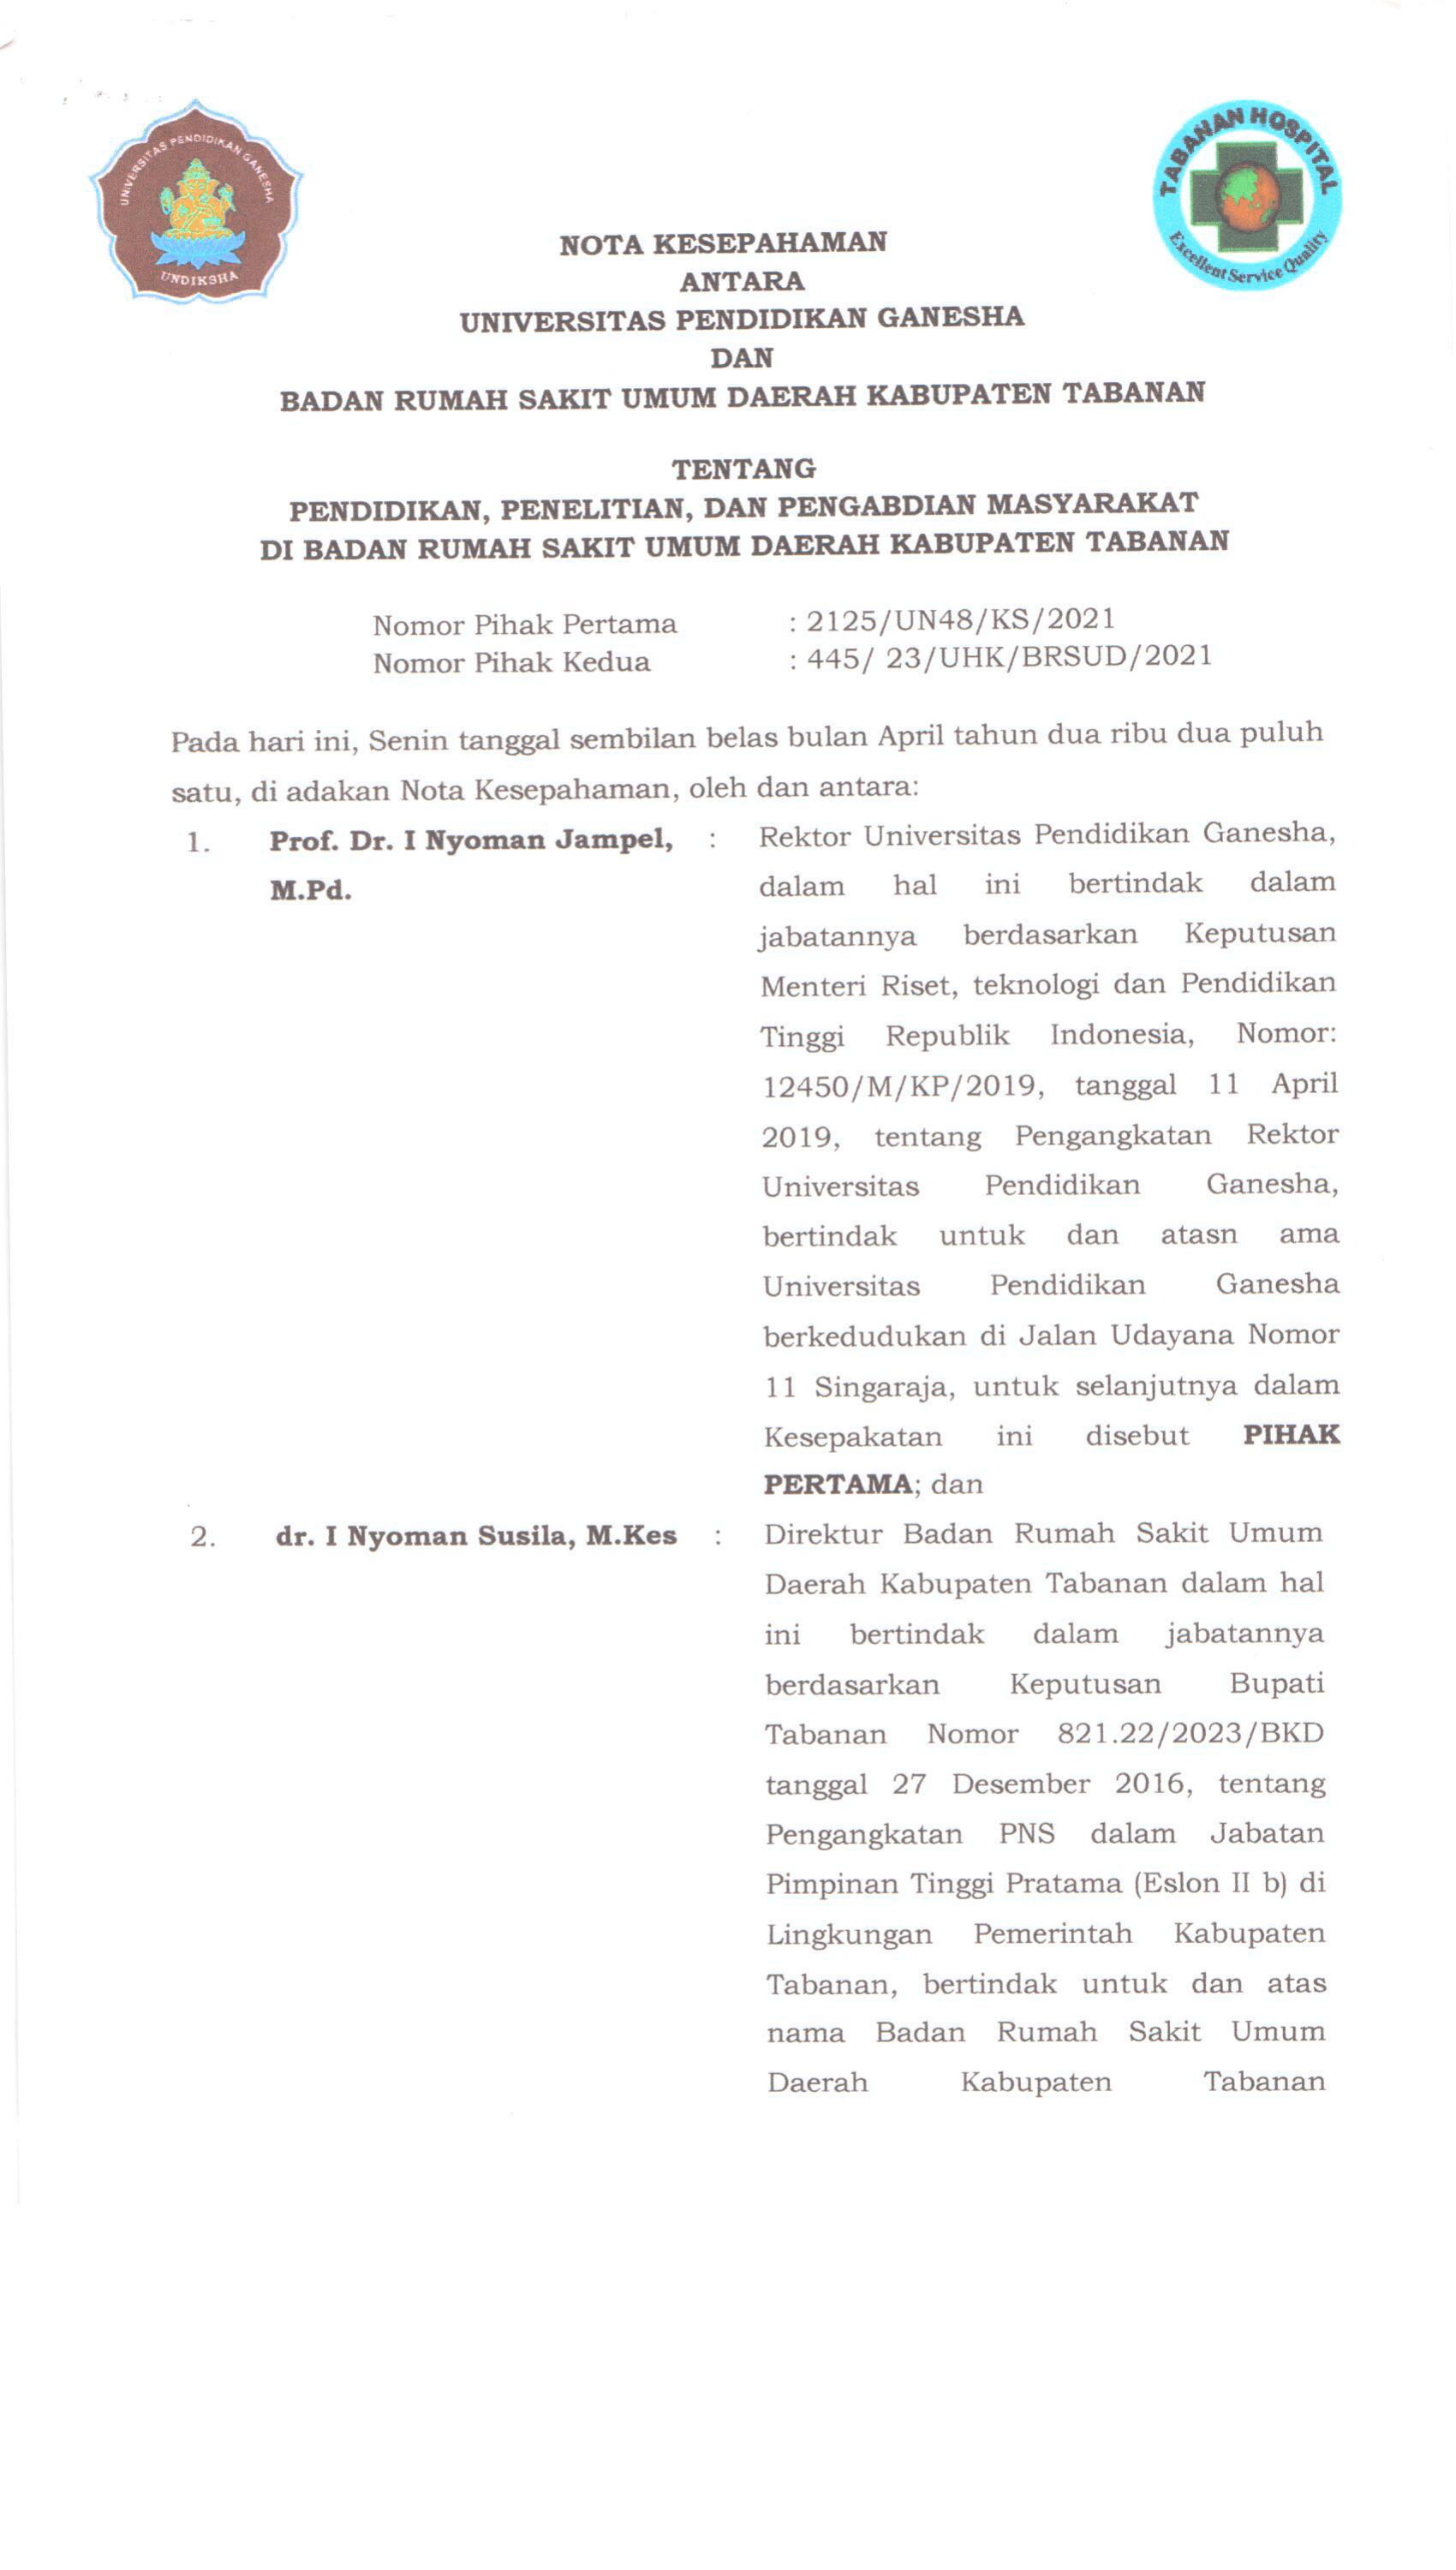 UNIVERSITAS PENDIDIKAN GANESHA
UNDIKSHA
TABANAN HOSPITAL
Excellent Service Quality
NOTA KESEPAHAMAN
ANTARA
UNIVERSITAS PENDIDIKAN GANESHA
DAN
BADAN RUMAH SAKIT UMUM DAERAH KABUPATEN TABANAN
TENTANG
PENDIDIKAN, PENELITIAN, DAN PENGABDIAN MASYARAKAT
DI BADAN RUMAH SAKIT UMUM DAERAH KABUPATEN TABANAN
Nomor Pihak Pertama : 2125/UN48/KS/2021
Nomor Pihak Kedua : 445/ 23/UHK/BRSUD/2021
Pada hari ini, Senin tanggal sembilan belas bulan April tahun dua ribu dua puluh
satu, di adakan Nota Kesepahaman, oleh dan antara:
1. Prof. Dr. I Nyoman Jampel, : Rektor Universitas Pendidikan Ganesha,
M.Pd. dalam hal ini bertindak dalam
jabatannya berdasarkan Keputusan
Menteri Riset, teknologi dan Pendidikan
Tinggi Republik Indonesia, Nomor:
12450/M/KP/2019, tanggal 11 April
2019, tentang Pengangkatan Rektor
Universitas Pendidikan Ganesha,
bertindak untuk dan atasn ama
Universitas Pendidikan Ganesha
berkedudukan di Jalan Udayana Nomor
11 Singaraja, untuk selanjutnya dalam
Kesepakatan ini disebut PIHAK
PERTAMA; dan
2. dr. I Nyoman Susila, M.Kes : Direktur Badan Rumah Sakit Umum
Daerah Kabupaten Tabanan dalam hal
ini bertindak dalam jabatannya
berdasarkan Keputusan Bupati
Tabanan Nomor 821.22/2023/BKD
tanggal 27 Desember 2016, tentang
Pengangkatan PNS dalam Jabatan
Pimpinan Tinggi Pratama (Eslon II b) di
Lingkungan Pemerintah Kabupaten
Tabanan, bertindak untuk dan atas
nama Badan Rumah Sakit Umum
Daerah Kabupaten Tabanan